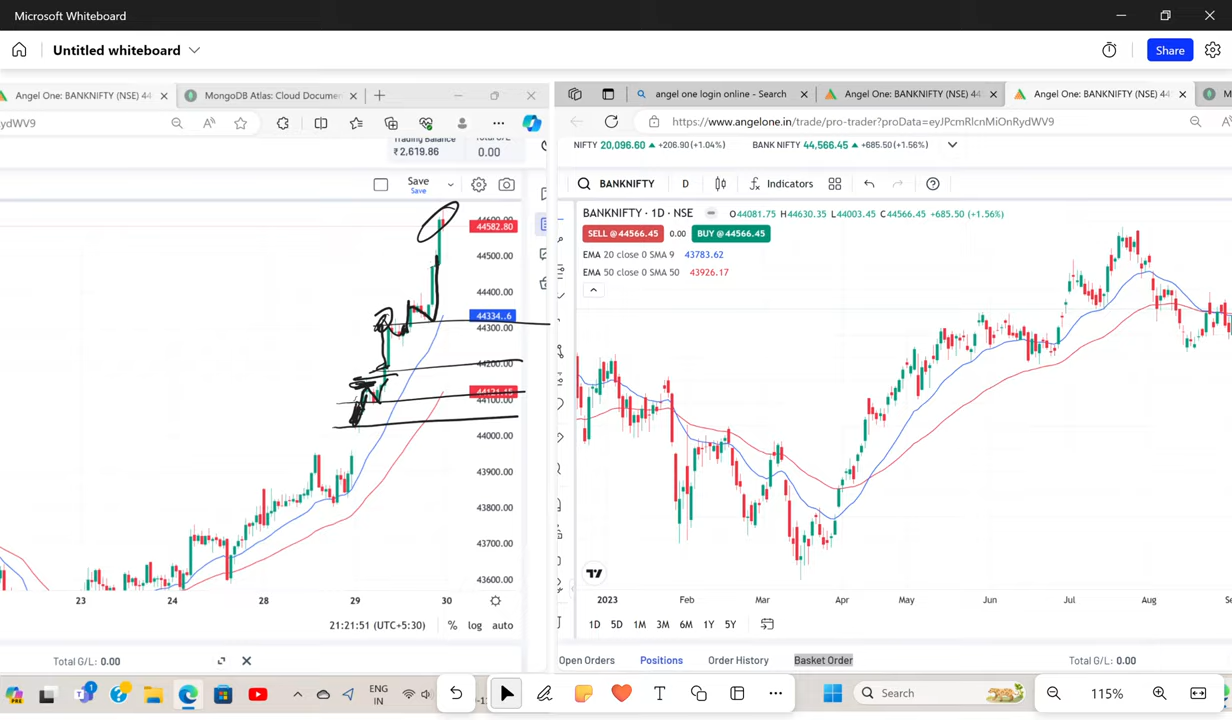 Microsoft Whiteboard
Untitled whiteboard
Share
Angel One: BANKNIFTY (NSE) 44
MongoDB Atlas: Cloud Documen
ydWV9
Trading Balance
₹ 2,619.86
0.00
Save
Save
44582.80
44500.00
44400.00
44334..6
44300.00
44200.00
44100.00
44000.00
43900.00
43800.00
43700.00
43600.00
23 24 28 29 30
21:21:51 (UTC+5:30) % log auto
Total G/L: 0.00
angel one login online - Search
Angel One: BANKNIFTY (NSE) 44
Angel One: BANKNIFTY (NSE) 44
https://www.angelone.in/trade/pro-trader?proData=eyJPcmRlcnMiOnRydWV9
NIFTY 20,096.60 +206.90 (+1.04%) BANK NIFTY 44,566.45 +685.50 (+1.56%)
BANKNIFTY D Indicators
BANKNIFTY · 1D · NSE O44081.75 H44630.35 L44003.45 C44566.45 +685.50 (+1.56%)
SELL @ 44566.45 0.00 BUY @ 44566.45
EMA 20 close 0 SMA 9 43783.62
EMA 50 close 0 SMA 50 43926.17
2023 Feb Mar Apr May Jun Jul Aug
1D 5D 1M 3M 6M 1Y 5Y
Open Orders Positions Order History Basket Order Total G/L: 0.00
ENG
IN
Search
115%